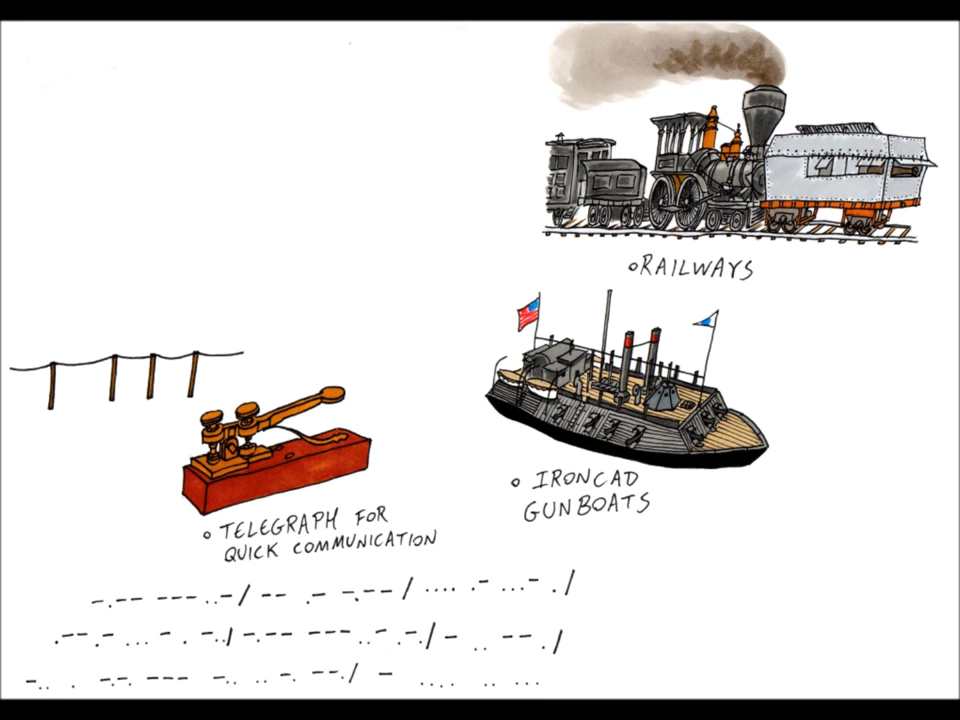 °RAILWAYS
° IRONCAD
GUNBOATS
° TELEGRAPH FOR
QUICK COMMUNICATION
-.-- --- ..-/ -- .- -.-- / .... .- ...- ./
.-- .- ... - . -../ -.-- --- ..- .-./ - .. -- ./
-.. . -.-. --- -.. .. -. --./ - .... .. ...